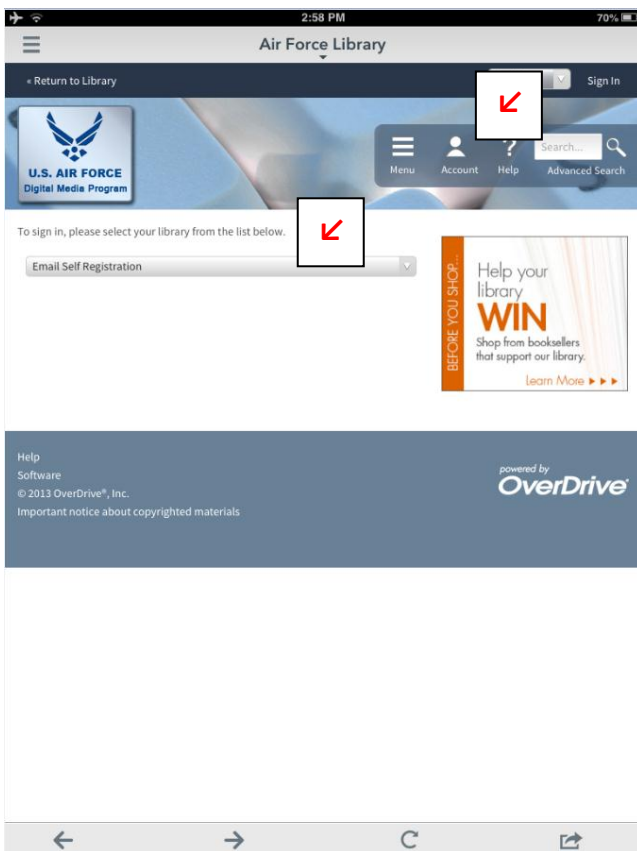 2:58 PM
70%
Air Force Library
« Return to Library
Sign In
U.S. AIR FORCE
Digital Media Program
Menu
Account
Help
Search...
Advanced Search
To sign in, please select your library from the list below.
Email Self Registration
BEFORE YOU SHOP...
Help your
library
WIN
Shop from booksellers
that support our library.
Learn More
Help
Software
© 2013 OverDrive®, Inc.
Important notice about copyrighted materials
powered by
OverDrive